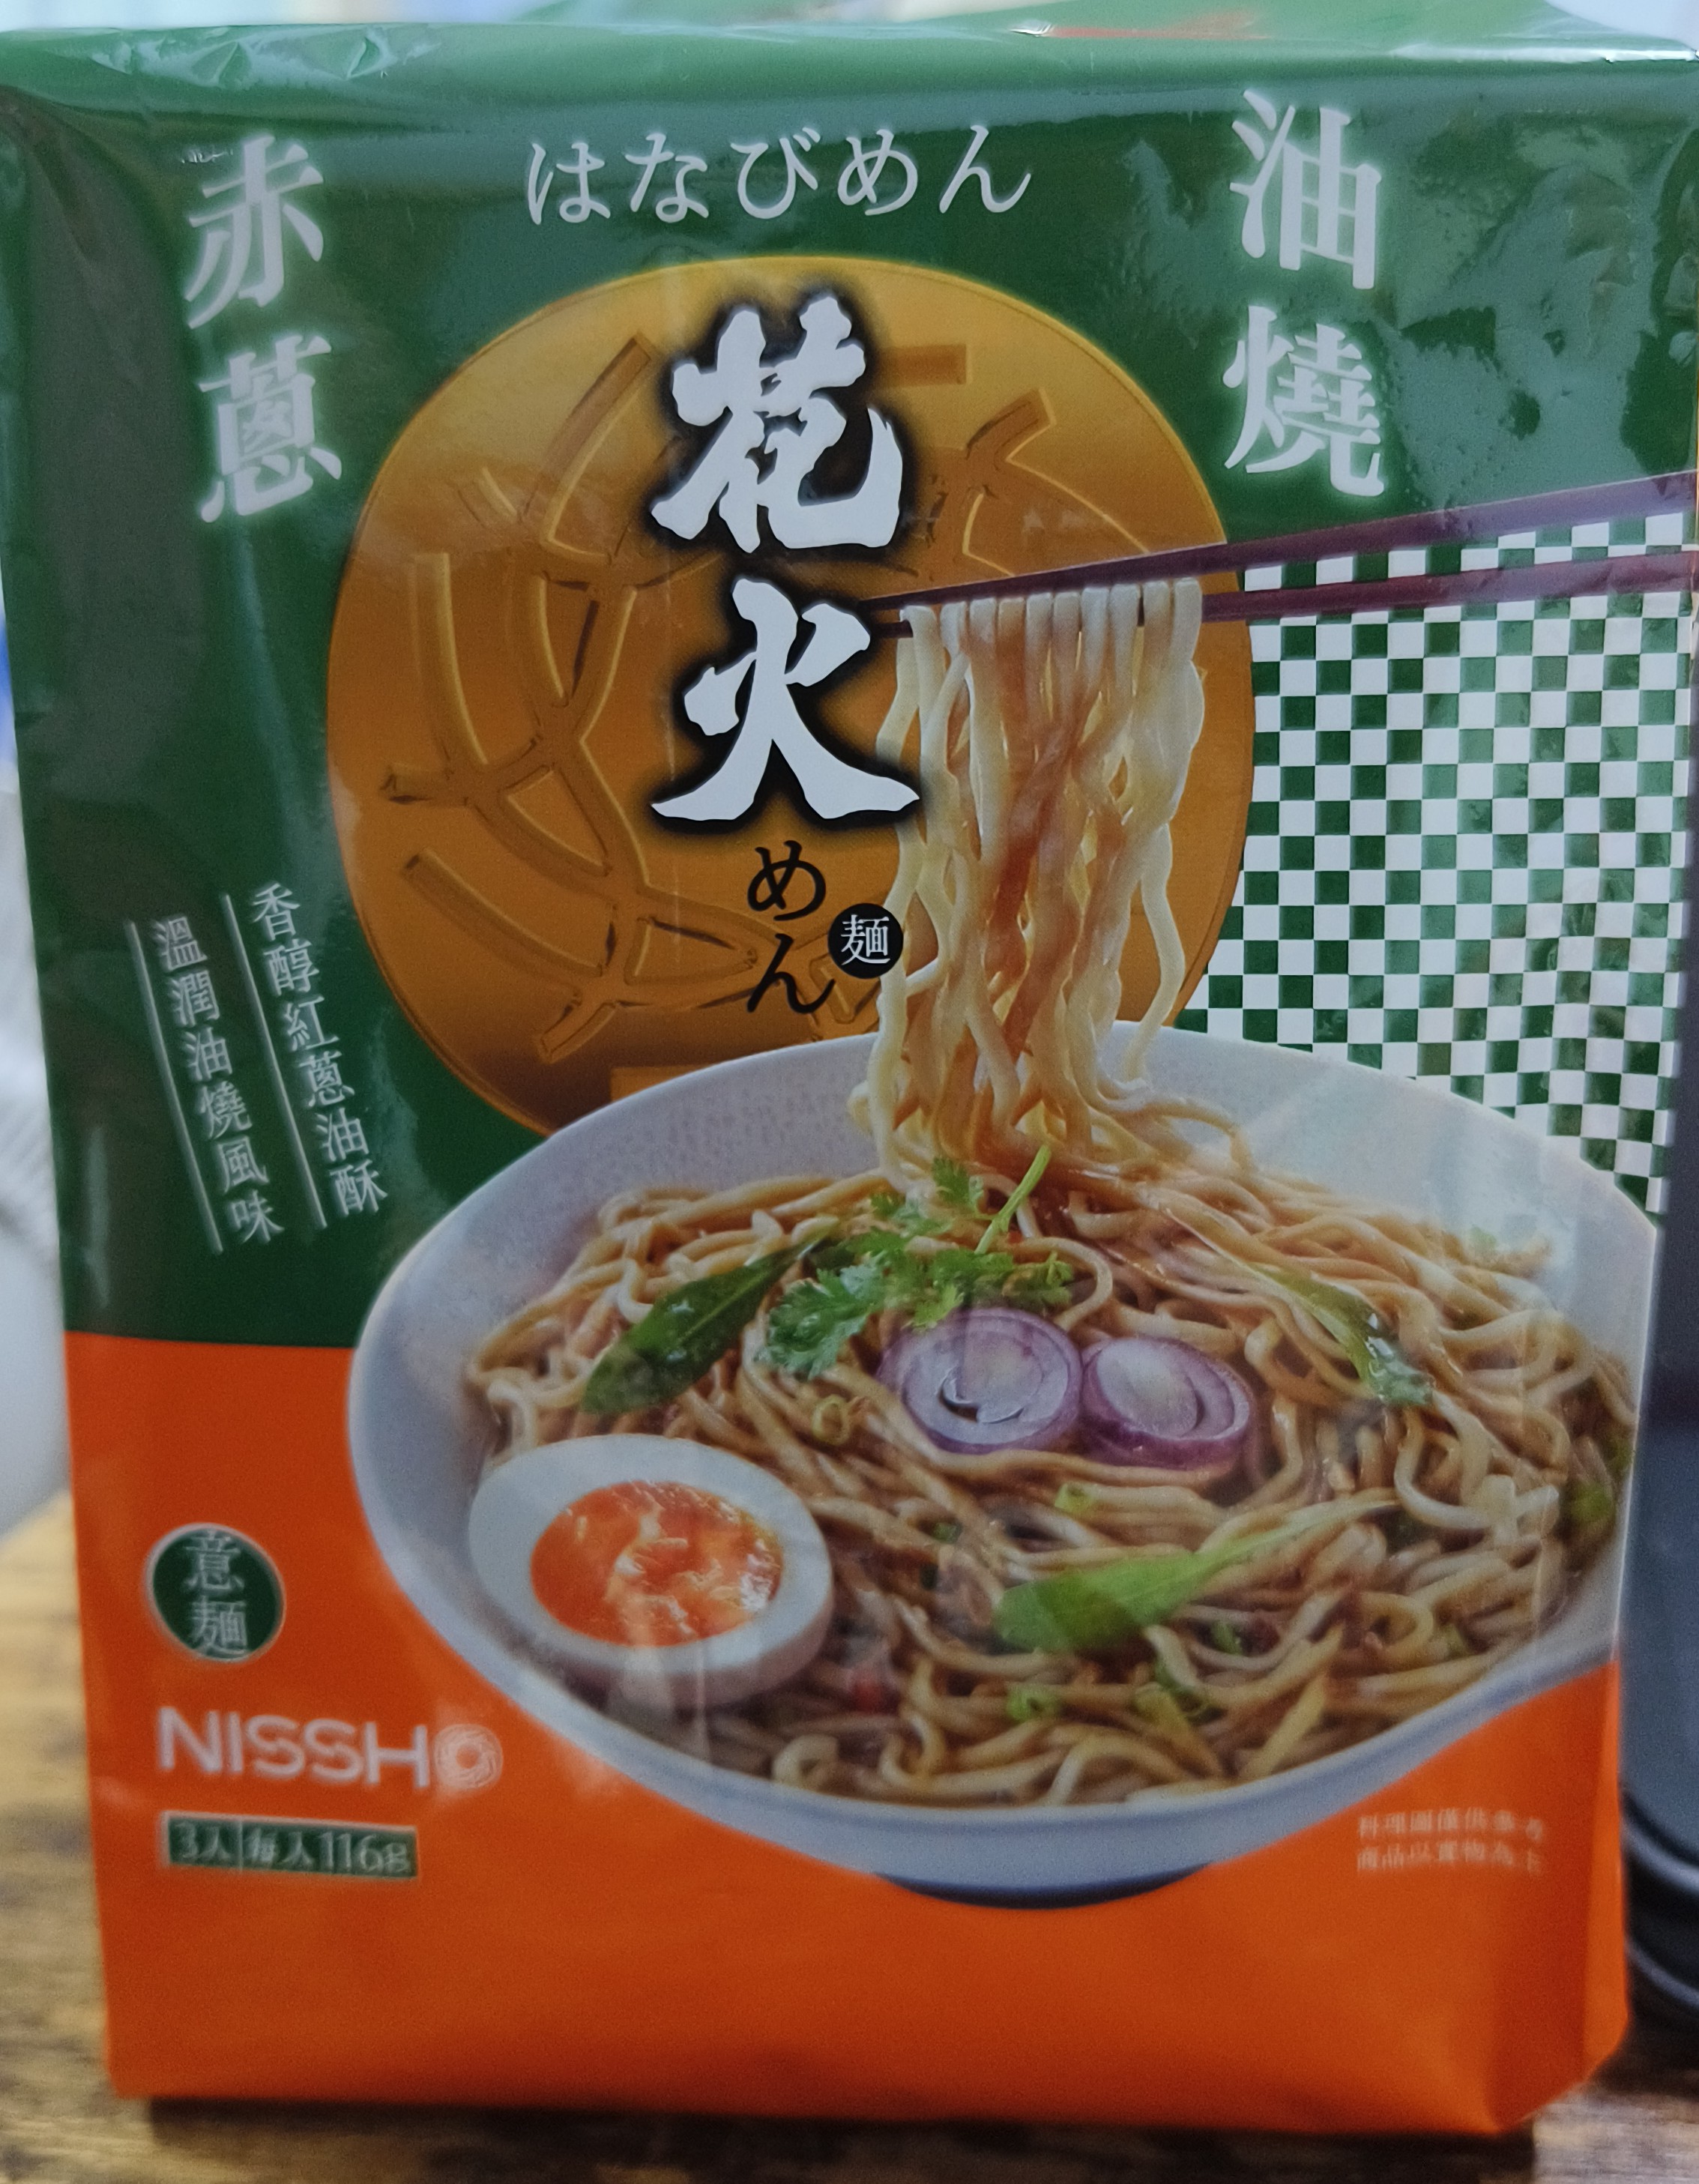 はなびめん
油燒
赤蔥
花火
めん
麺
香醇紅蔥油酥
溫潤油燒風味
意麺
NISSHO
3入 每入116g
料理圖僅供參考
商品以實物為主